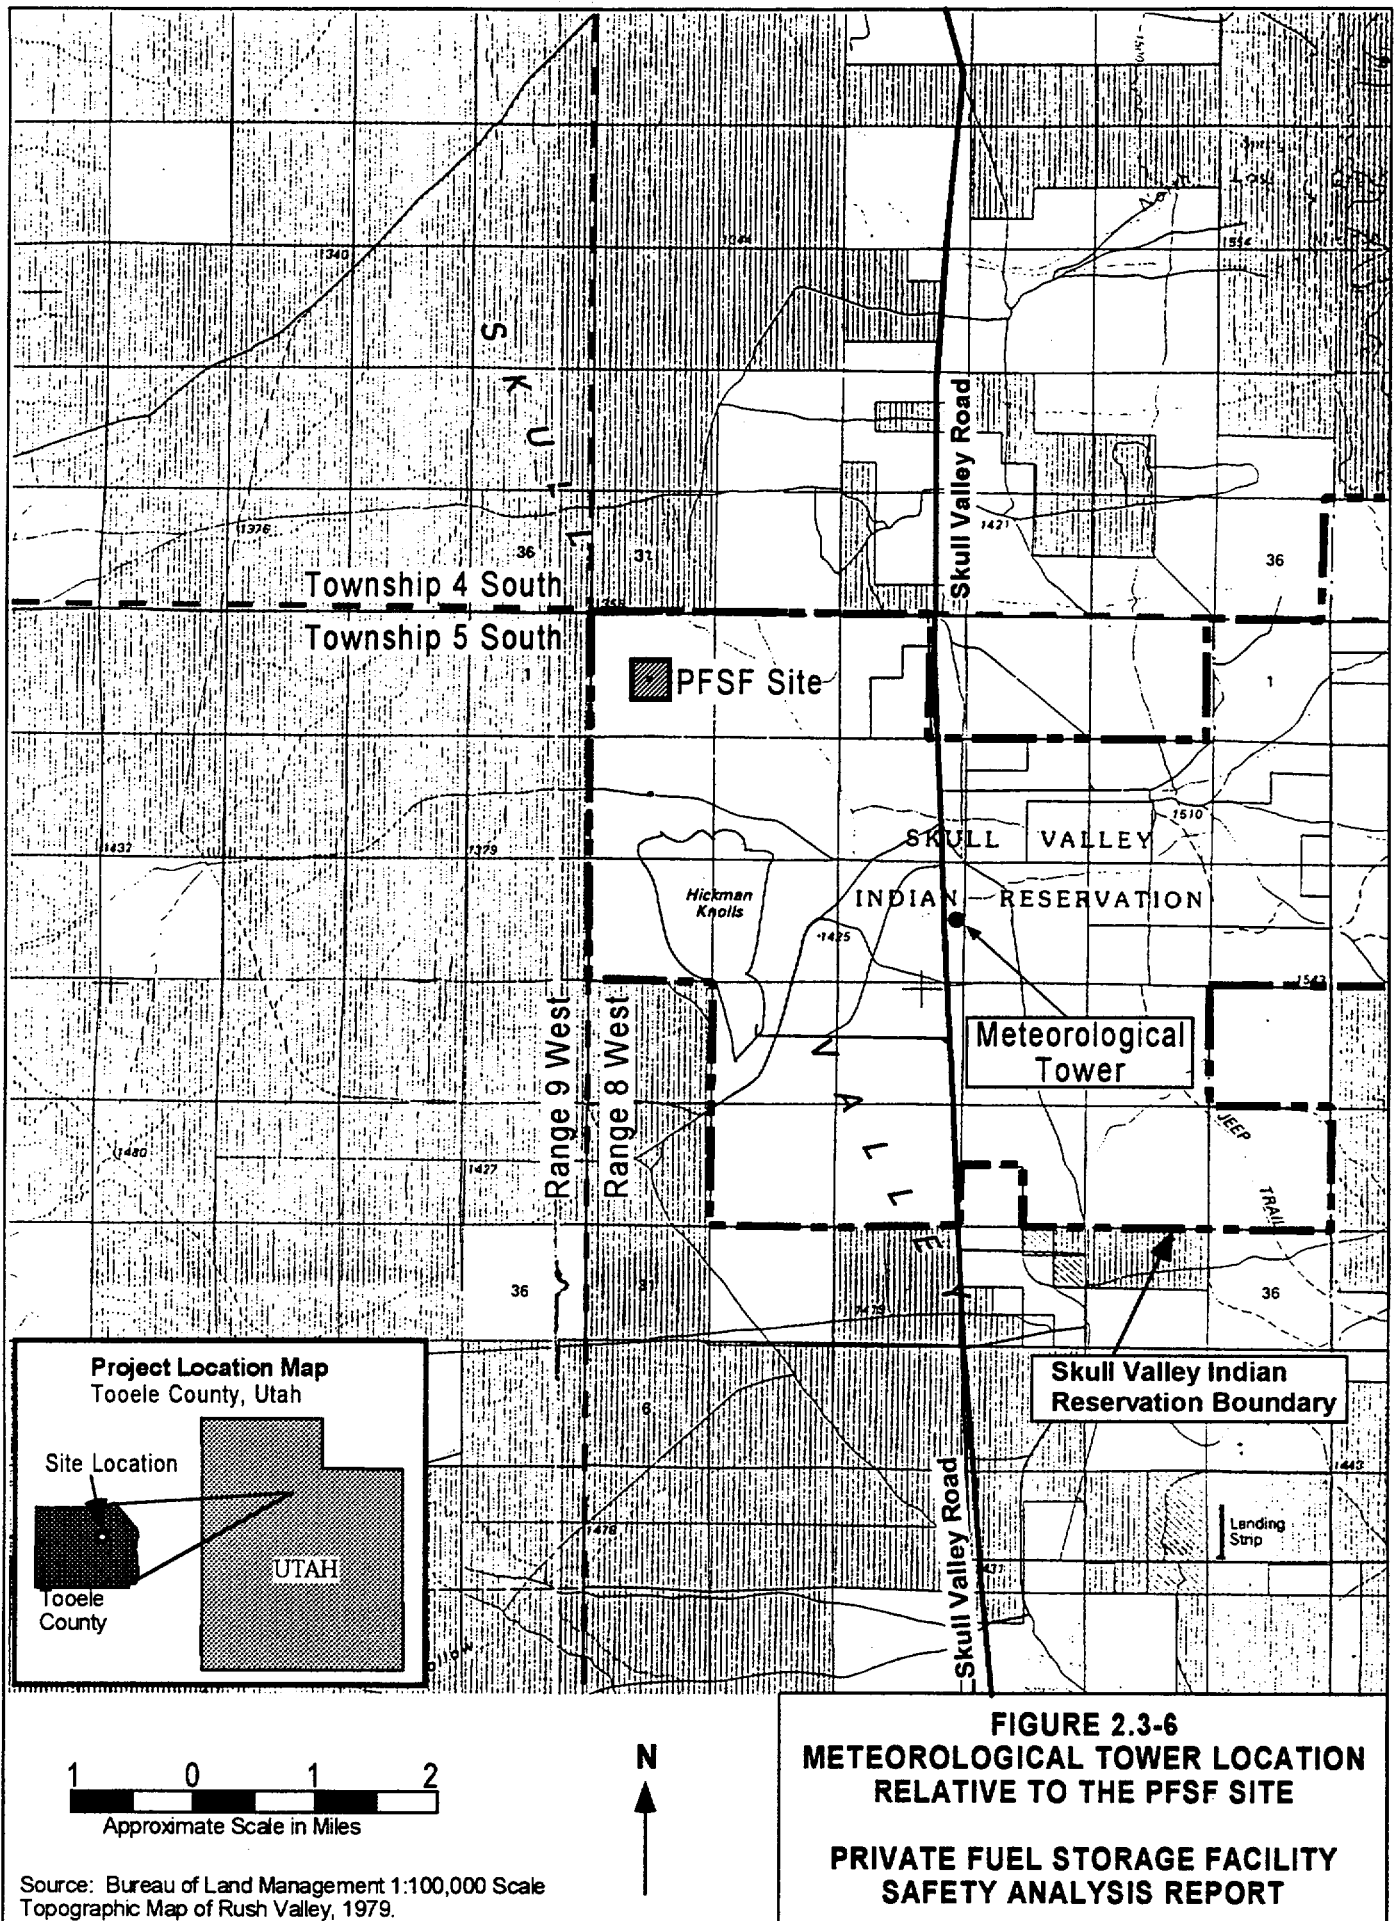 1340
1344
1554
SKULL
Skull Valley Road
1376
1421
36
31
36
Township 4 South
Township 5 South
1
PFSF Site
1
1510
SKULL VALLEY
1432
1379
INDIAN RESERVATION
Hickman
Knolls
1425
1543
Meteorological
Tower
Range 9 West
Range 8 West
VALLEY
JEEP
TRAIL
1480
1427
36
31
36
Skull Valley Indian
Reservation Boundary
6
1443
Skull Valley Road
1478
Landing
Strip
Project Location Map
Tooele County, Utah
Site Location
UTAH
Tooele
County
1 0 1 2
Approximate Scale in Miles
N
Source: Bureau of Land Management 1:100,000 Scale
Topographic Map of Rush Valley, 1979.
FIGURE 2.3-6
METEOROLOGICAL TOWER LOCATION
RELATIVE TO THE PFSF SITE
PRIVATE FUEL STORAGE FACILITY
SAFETY ANALYSIS REPORT